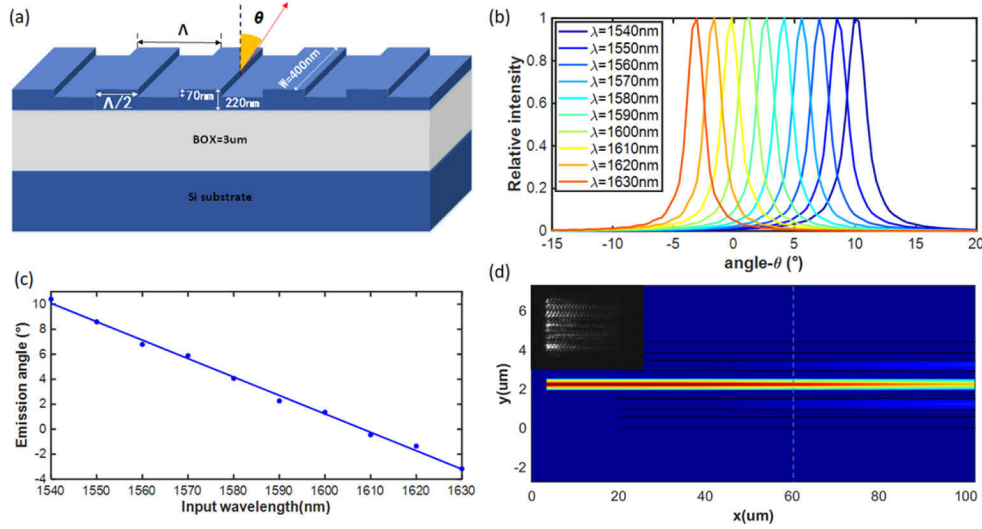 (a)
θ
Λ
W=400nm
Λ/2
70nm
220nm
BOX=3um
Si substrate
(b)
Relative intensity
1
0.8
0.6
0.4
0.2
0
λ=1540nm
λ=1550nm
λ=1560nm
λ=1570nm
λ=1580nm
λ=1590nm
λ=1600nm
λ=1610nm
λ=1620nm
λ=1630nm
-15 -10 -5 0 5 10 15 20
angle-θ (°)
(c)
Emission angle (°)
10
8
6
4
2
0
-2
-4
1540 1550 1560 1570 1580 1590 1600 1610 1620 1630
Input wavelength(nm)
(d)
y(um)
6
4
2
0
-2
0 20 40 60 80 100
x(um)